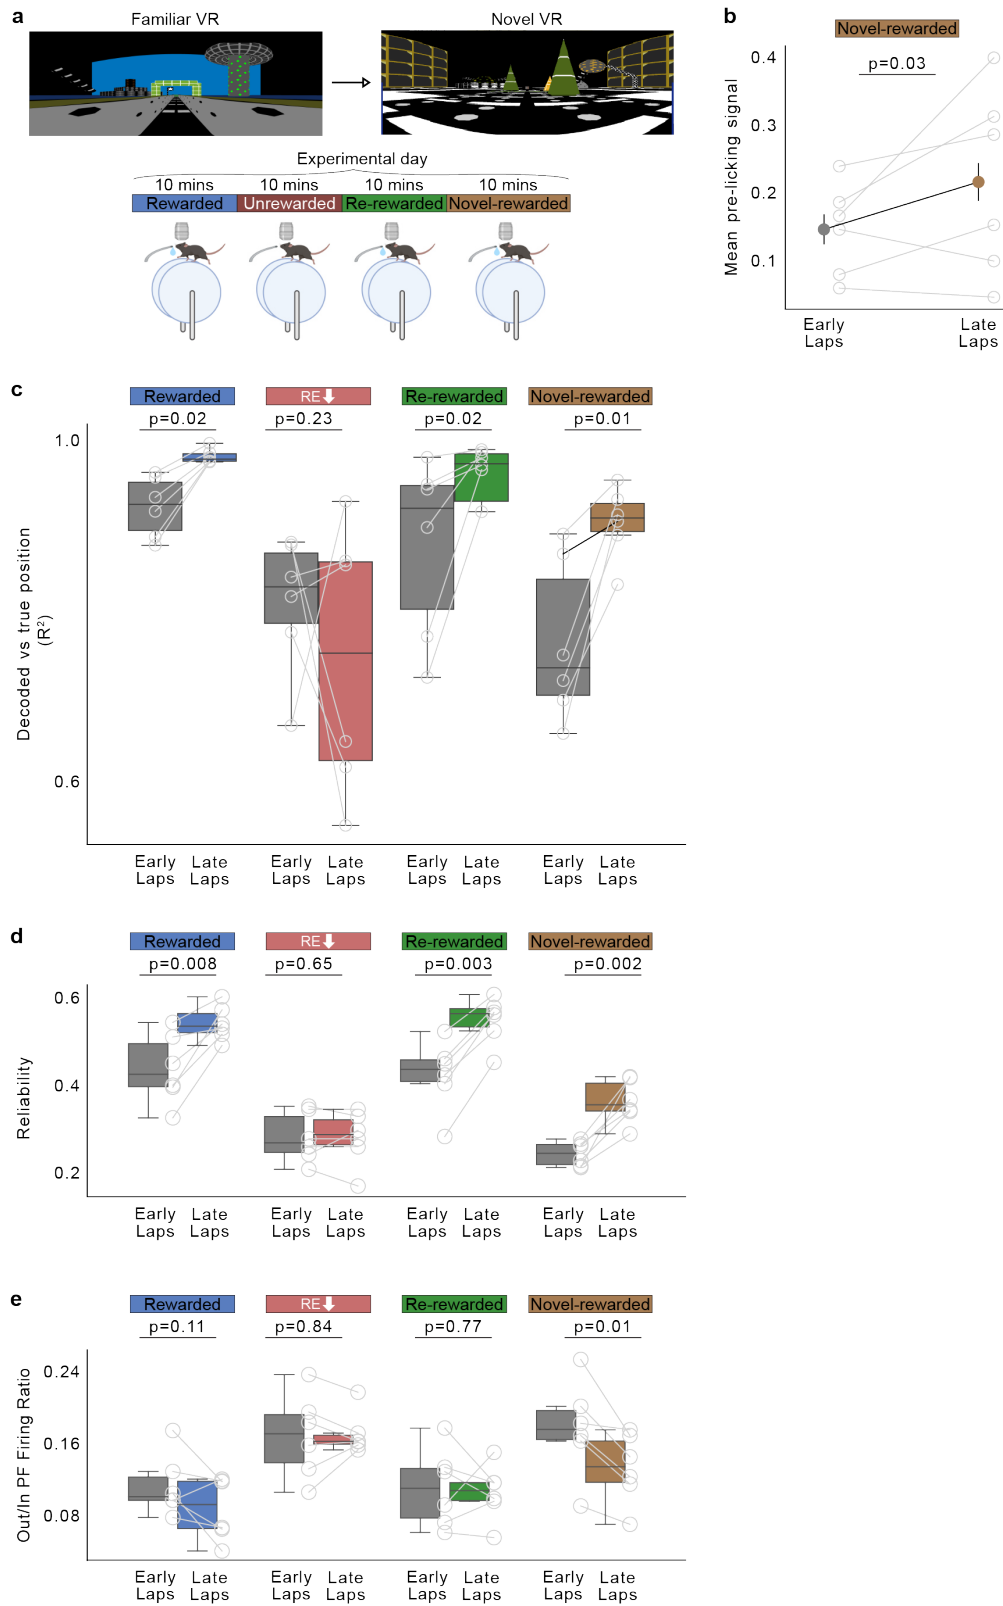 a
Familiar VR
Novel VR
Experimental day
10 mins 10 mins 10 mins 10 mins
Rewarded Unrewarded Re-rewarded Novel-rewarded
b
Novel-rewarded
p=0.03
Mean pre-licking signal
0.4
0.3
0.2
0.1
Early Laps
Late Laps
c
Rewarded RE Re-rewarded Novel-rewarded
p=0.02 p=0.23 p=0.02 p=0.01
Decoded vs true position
(R²)
1.0
0.6
Early Late Early Late Early Late Early Late
Laps Laps Laps Laps Laps Laps Laps Laps
d
Rewarded RE Re-rewarded Novel-rewarded
p=0.008 p=0.65 p=0.003 p=0.002
Reliability
0.6
0.4
0.2
Early Late Early Late Early Late Early Late
Laps Laps Laps Laps Laps Laps Laps Laps
e
Rewarded RE Re-rewarded Novel-rewarded
p=0.11 p=0.84 p=0.77 p=0.01
Out/In PF Firing Ratio
0.24
0.16
0.08
Early Late Early Late Early Late Early Late
Laps Laps Laps Laps Laps Laps Laps Laps